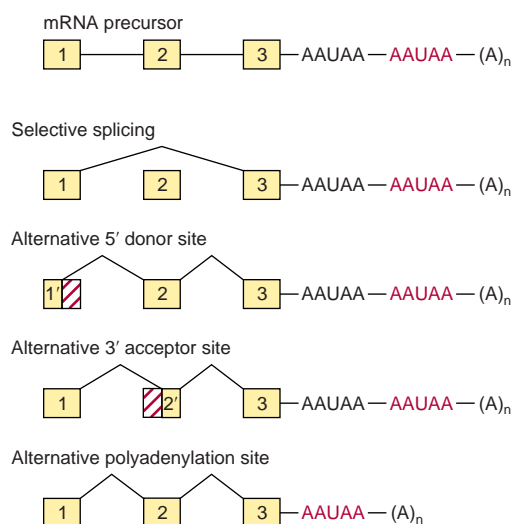 mRNA precursor
1 2 3 AAUAA AAUAA (A)n
Selective splicing
1 2 3 AAUAA AAUAA (A)n
Alternative 5′ donor site
1′ 2 3 AAUAA AAUAA (A)n
Alternative 3′ acceptor site
1 2′ 3 AAUAA AAUAA (A)n
Alternative polyadenylation site
1 2 3 AAUAA (A)n